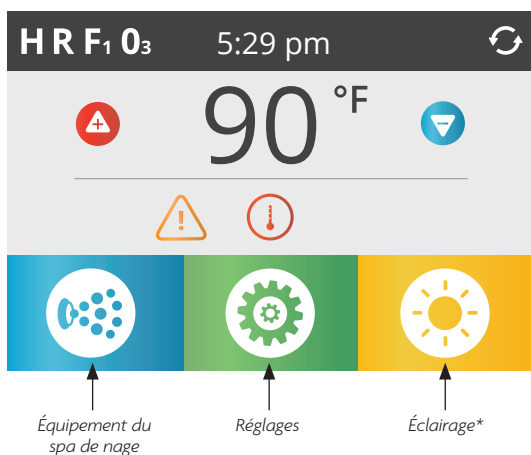 H R F₁ 0₃ 5:29 pm
90 °F
Équipement du
spa de nage
Réglages
Éclairage*